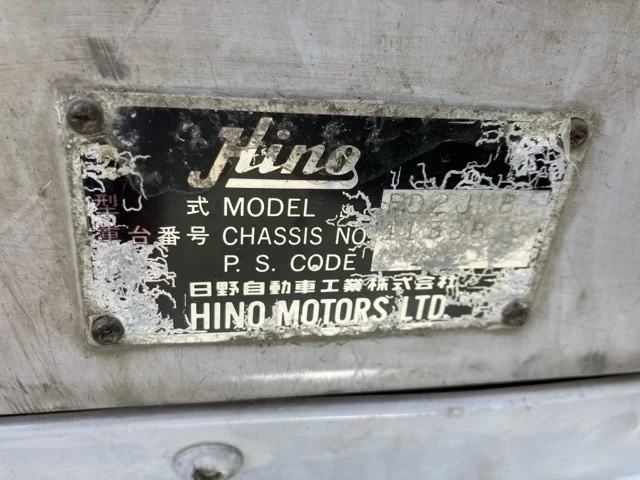 Hino
型 式 MODEL
車台番号 CHASSIS NO.
P. S. CODE
日野自動車工業株式会社
HINO MOTORS LTD.